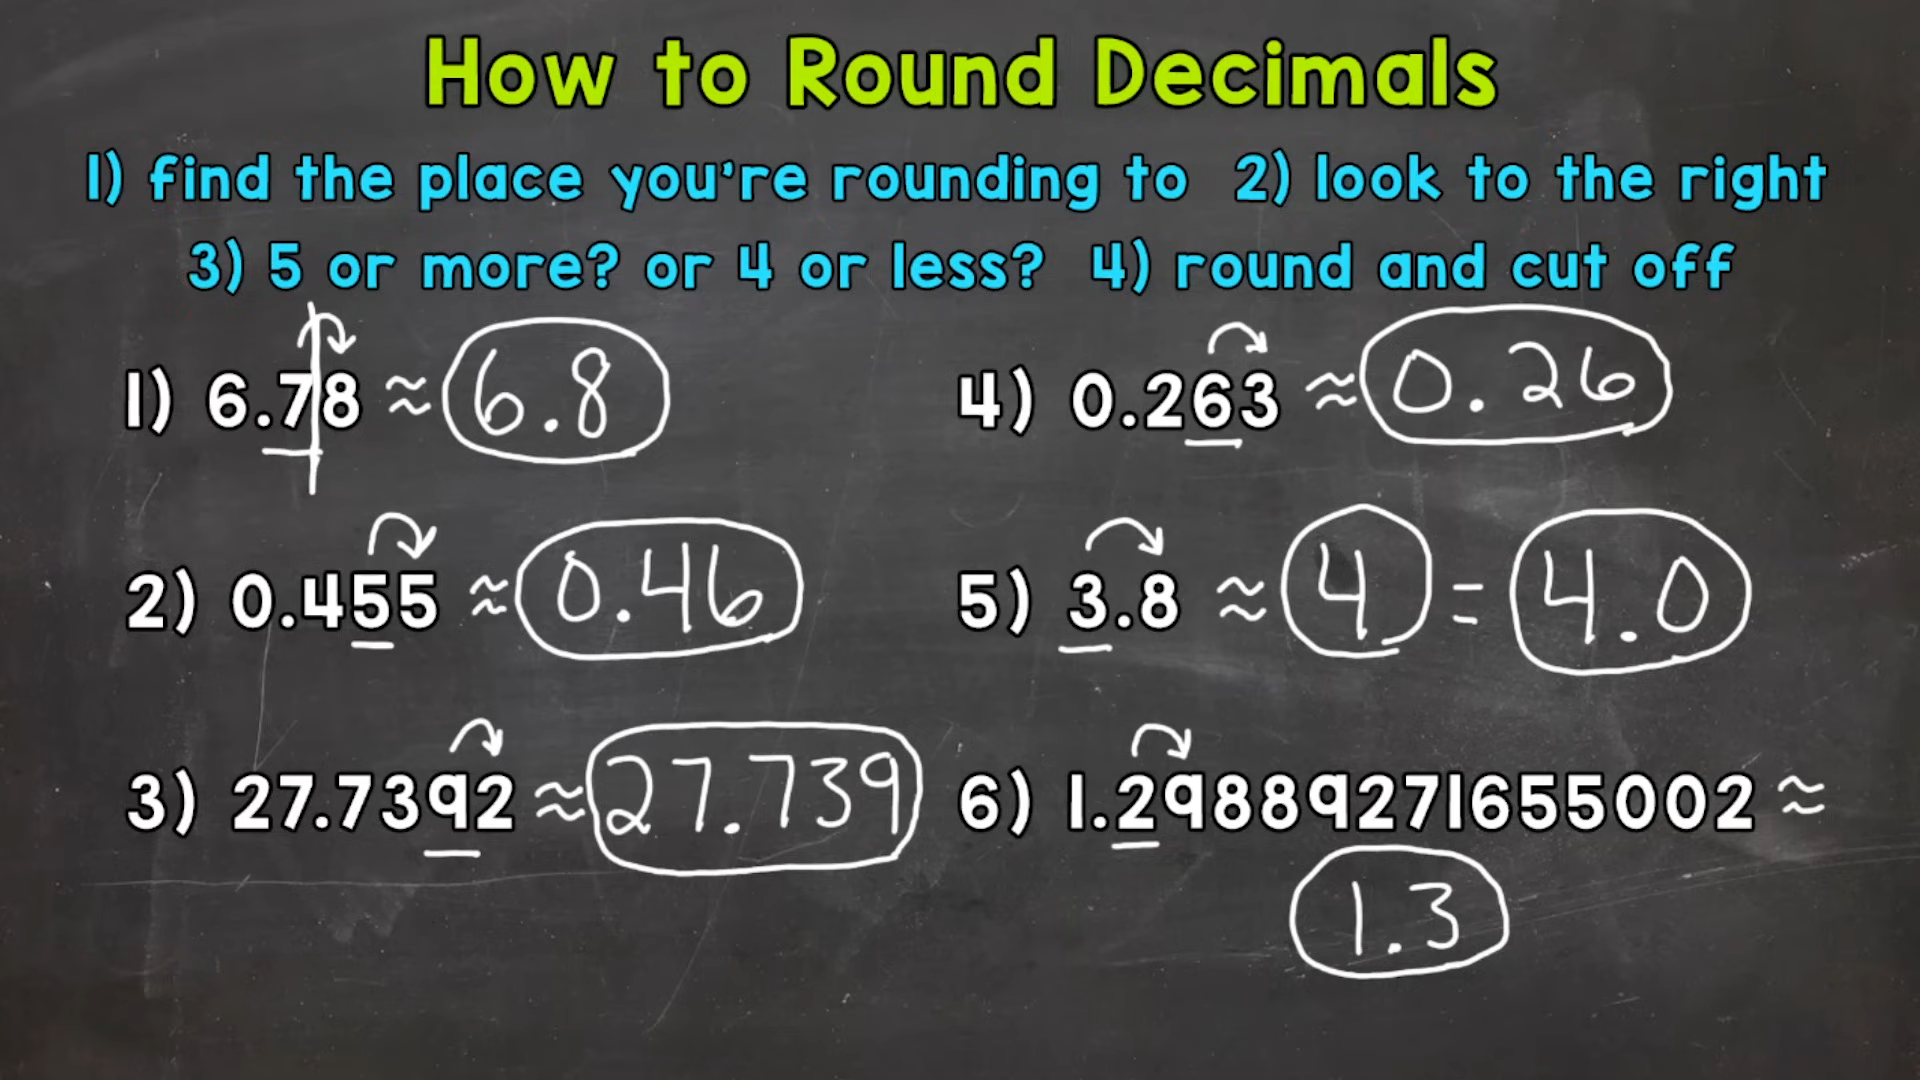 How to Round Decimals
1) find the place you're rounding to 2) look to the right
3) 5 or more? or 4 or less? 4) round and cut off
1) 6.78 ≈ 6.8
2) 0.455 ≈ 0.46
3) 27.7392 ≈ 27.739
4) 0.263 ≈ 0.26
5) 3.8 ≈ 4 = 4.0
6) 1.29889271655002 ≈
1.3